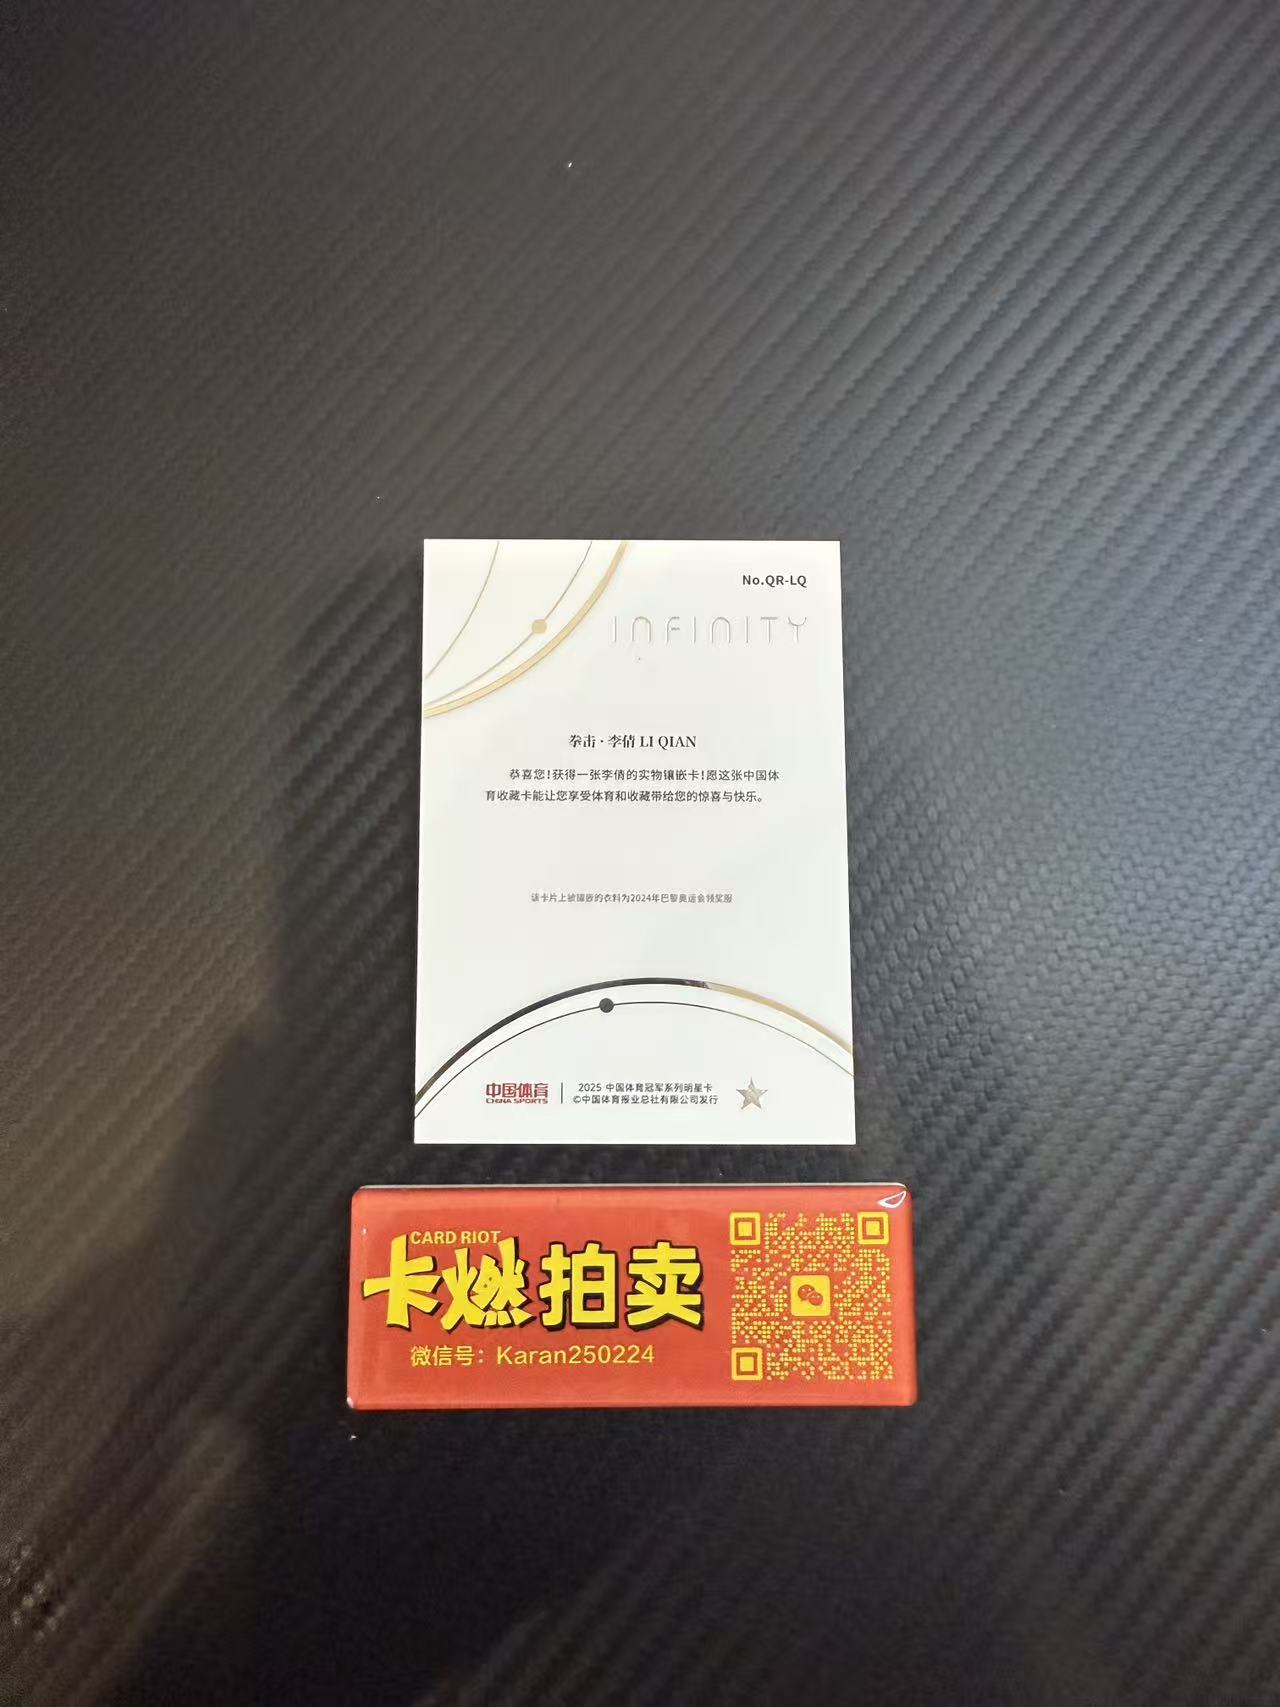 No.QR-LQ
INFINITY
拳击·李倩 LI QIAN
恭喜您!获得一张李倩的实物镶嵌卡!愿这张中国体
育收藏卡能让您享受体育和收藏带给您的惊喜与快乐。
该卡片上被镶嵌的衣料为2024年巴黎奥运会领奖服
中国体育
CHINA SPORTS
2025 中国体育冠军系列明星卡
©中国体育报业总社有限公司发行
CARD RIOT
卡燃拍卖
微信号：Karan250224